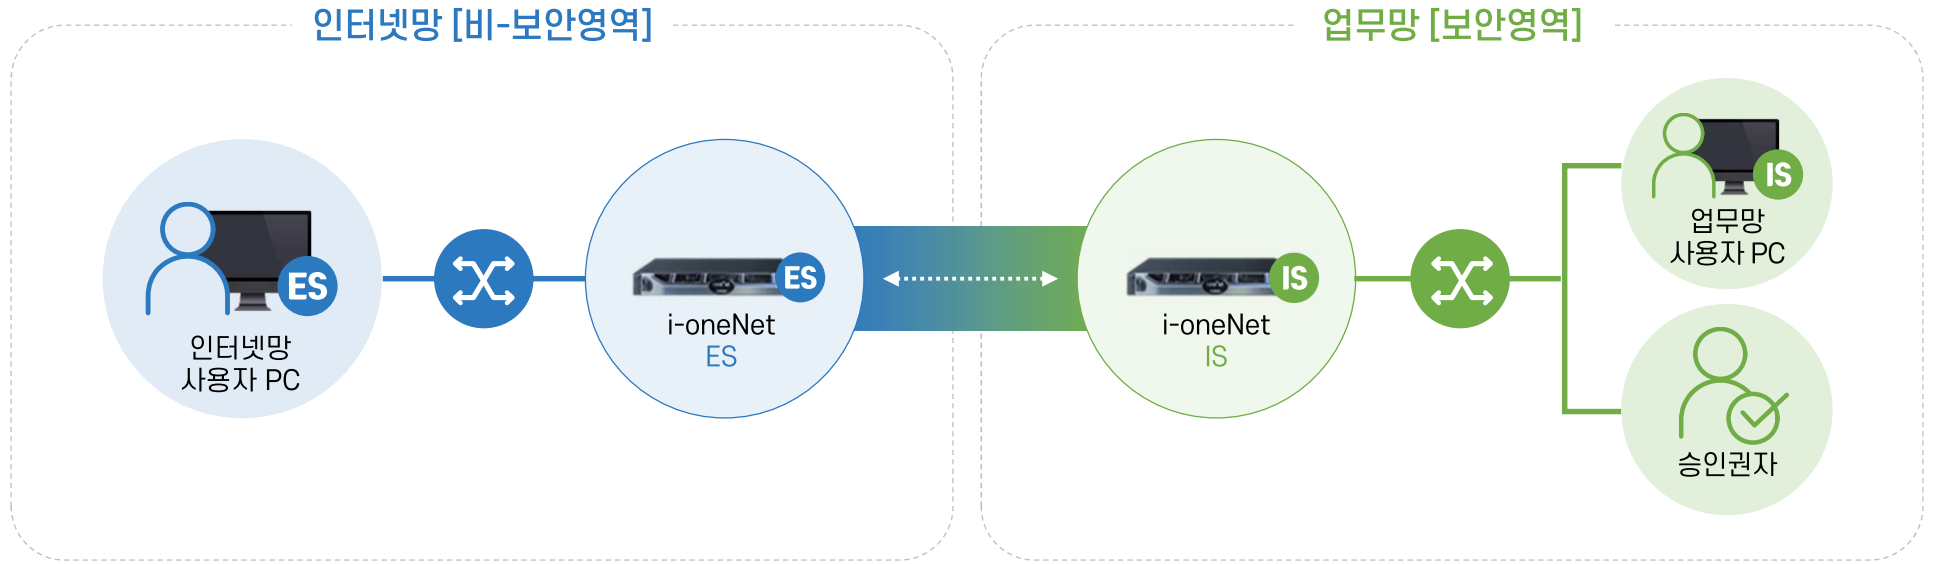 인터넷망 [비-보안영역]
ES
인터넷망
사용자 PC
ES
i-oneNet
ES
업무망 [보안영역]
IS
i-oneNet
IS
IS
업무망
사용자 PC
승인권자